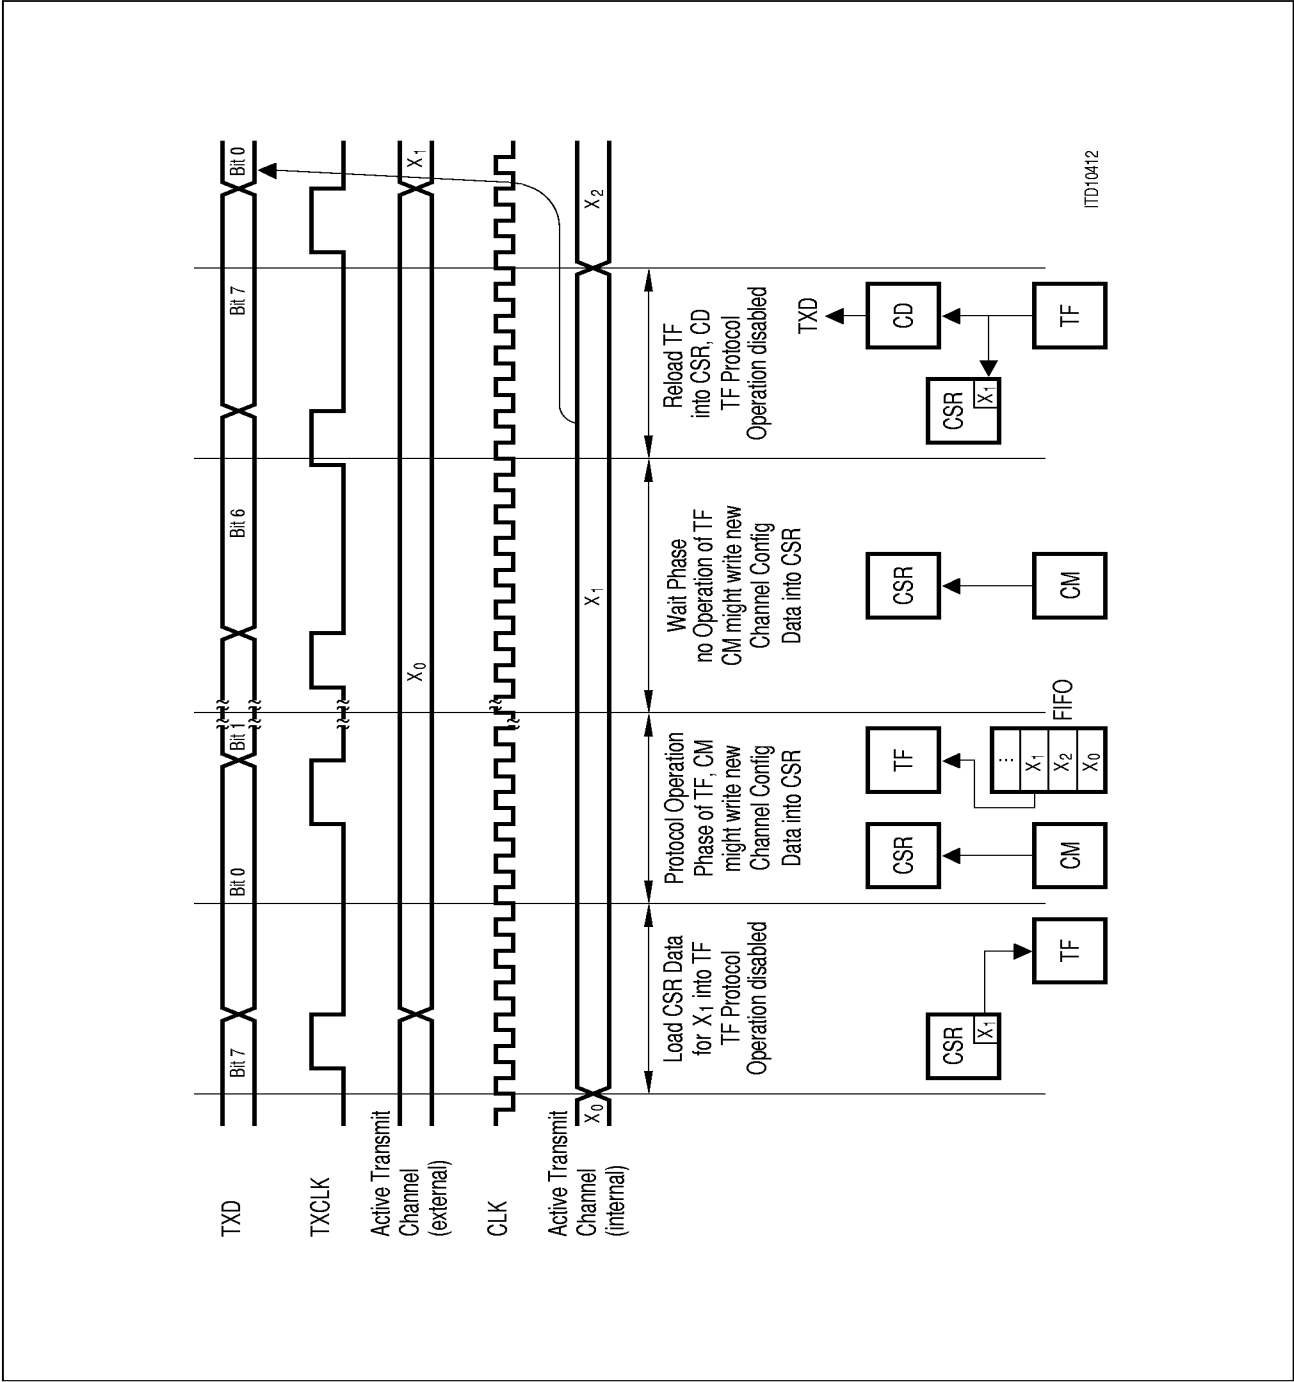 TXD
Bit 7
Bit 0
Bit 1
Bit 6
Bit 7
Bit 0
TXCLK
Active Transmit
Channel
(external)
X0
X1
CLK
Active Transmit
Channel
(internal)
X0
X1
X2
Load CSR Data
for X1 into TF
TF Protocol
Operation disabled
Protocol Operation
Phase of TF, CM
might write new
Channel Config
Data into CSR
Wait Phase
no Operation of TF
CM might write new
Channel Config
Data into CSR
Reload TF
into CSR, CD
TF Protocol
Operation disabled
CSR
X1
TF
CSR
CM
TF
⋮
X1
X2
X0
FIFO
CSR
CM
TXD
CD
CSR
X1
TF
ITD10412